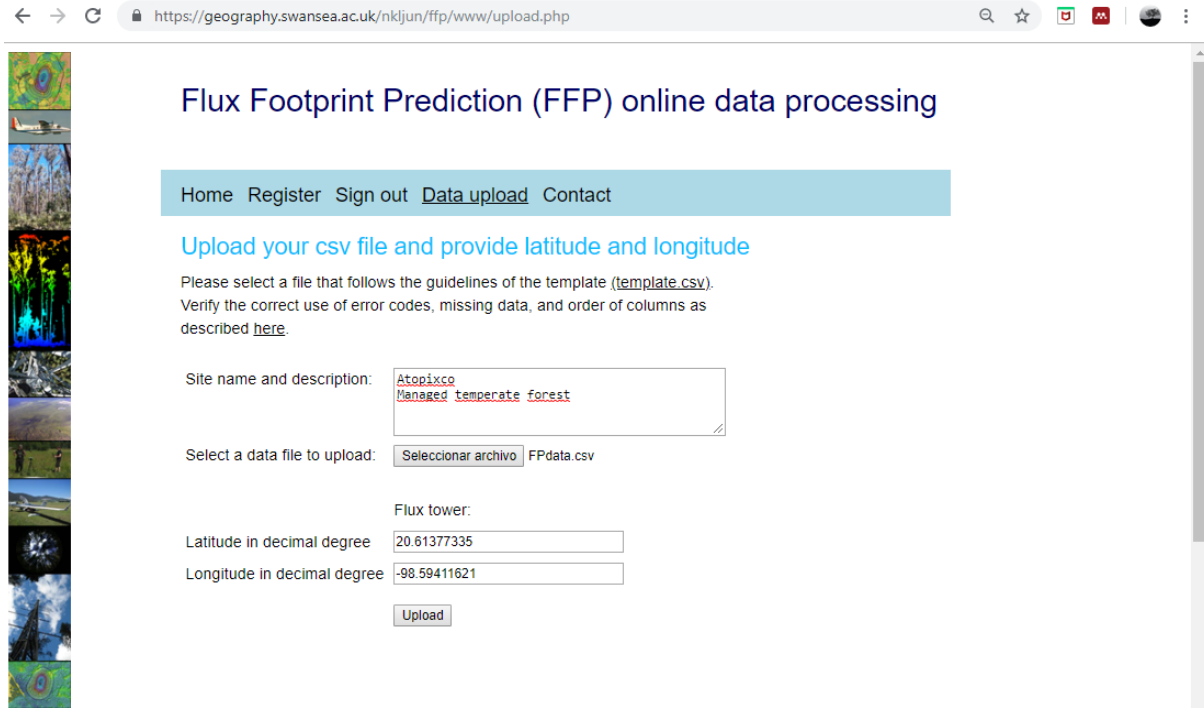 https://geography.swansea.ac.uk/nkljun/ffp/www/upload.php
Flux Footprint Prediction (FFP) online data processing
Home Register Sign out Data upload Contact
Upload your csv file and provide latitude and longitude
Please select a file that follows the guidelines of the template (template.csv).
Verify the correct use of error codes, missing data, and order of columns as
described here.
Site name and description:
Atopixco
Managed temperate forest
Select a data file to upload: Seleccionar archivo FPdata.csv
Flux tower:
Latitude in decimal degree 20.61377335
Longitude in decimal degree -98.59411621
Upload